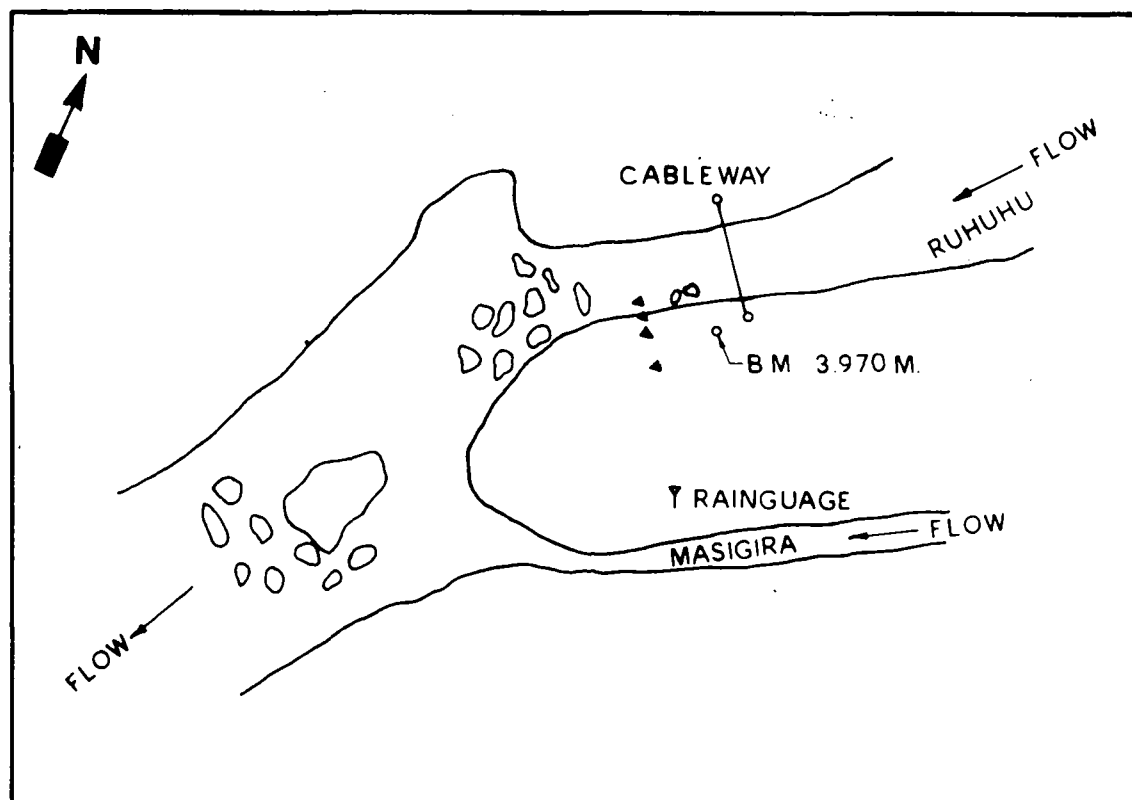 N
CABLEWAY
FLOW
RUHUHU
BM 3.970 M.
RAINGUAGE
FLOW
MASIGIRA
FLOW